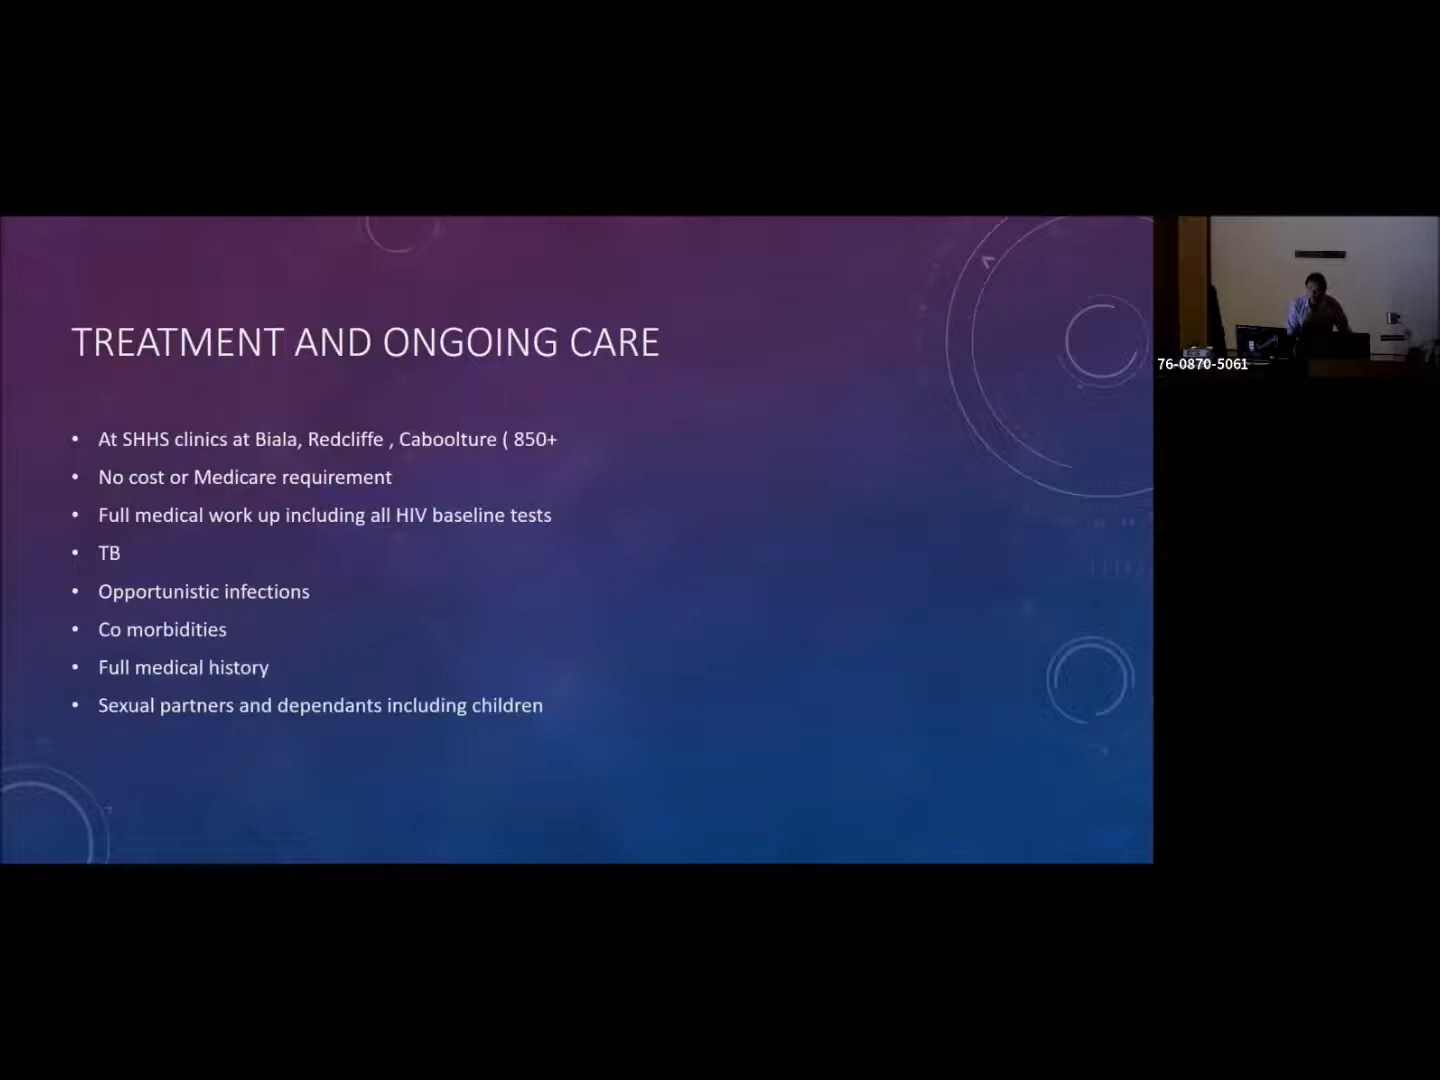 TREATMENT AND ONGOING CARE
• At SHHS clinics at Biala, Redcliffe , Caboolture ( 850+
• No cost or Medicare requirement
• Full medical work up including all HIV baseline tests
• TB
• Opportunistic infections
• Co morbidities
• Full medical history
• Sexual partners and dependants including children
76-0870-5061